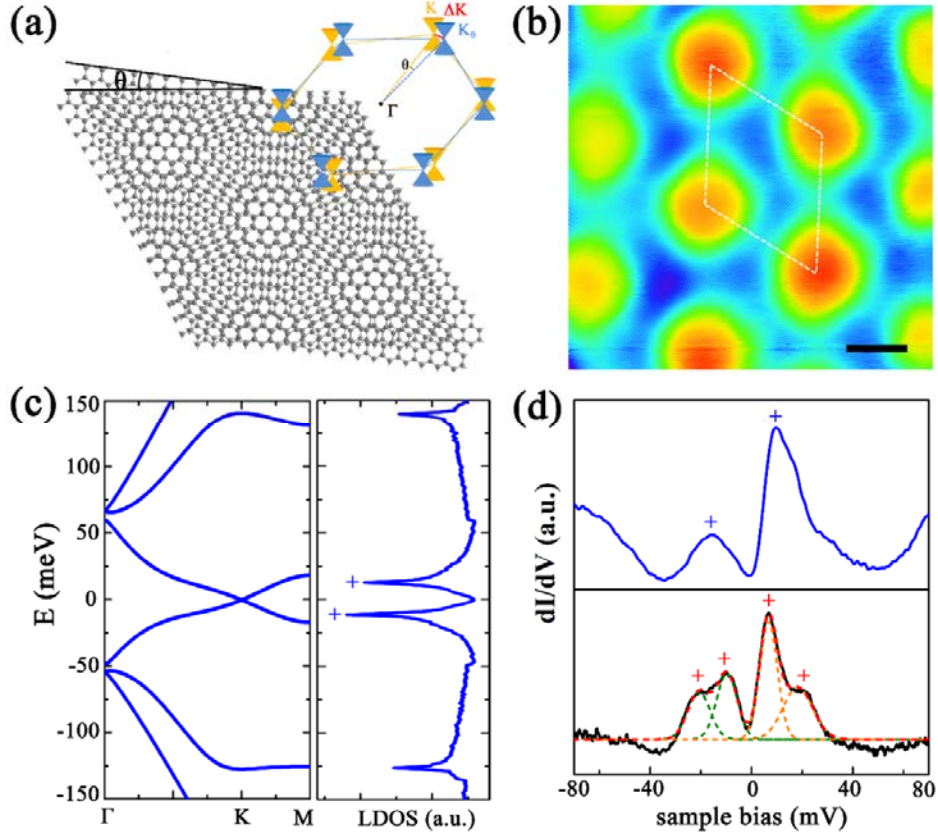 (a)
θ
K ΔK
K_θ
θ
Γ
(b)
(c)
E (meV)
150
100
50
0
-50
-100
-150
Γ K M
LDOS (a.u.)
(d)
dI/dV (a.u.)
-80 -40 0 40 80
sample bias (mV)